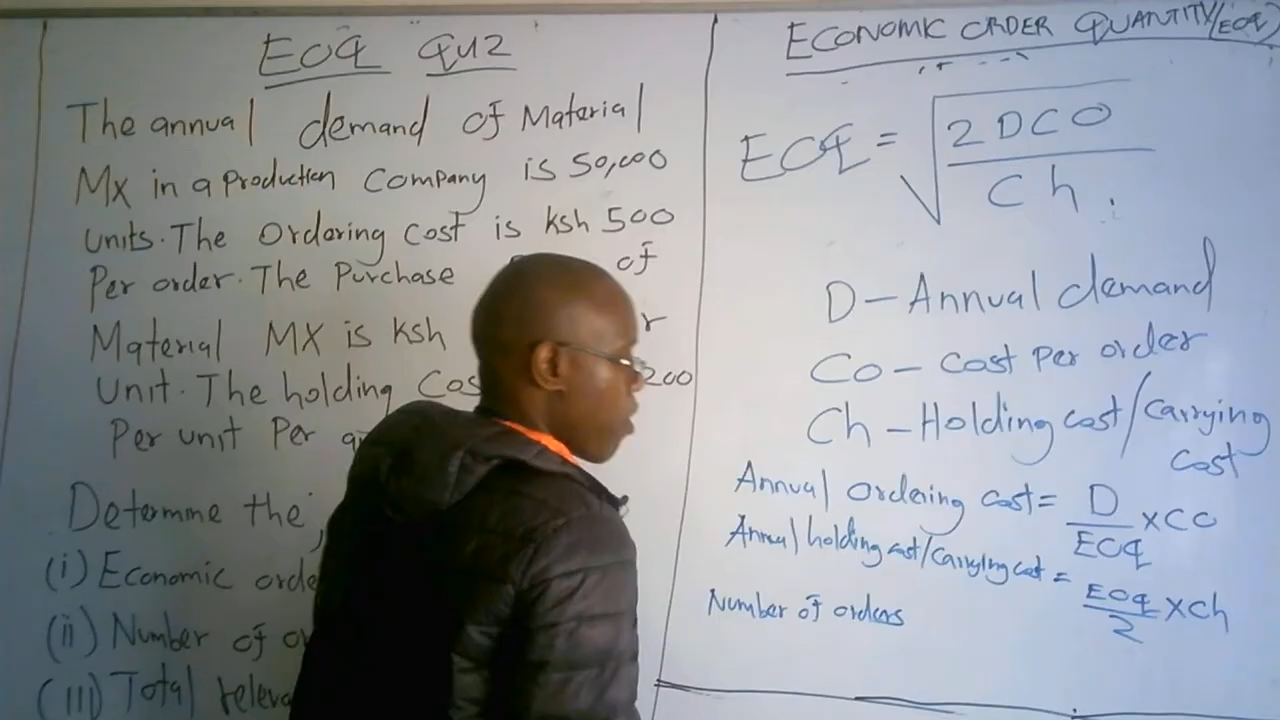 EOQ QU2
The annual demand of Material
MX in a Production Company is 50,000
units. The Ordering Cost is ksh 500
Per order. The Purchase of
Material MX is ksh r
Unit. The holding Cos 200
Per unit Per
Determine the,
(i) Economic orde
(ii) Number of or
(III) Total releva
ECONOMIC ORDER QUANTITY (EOQ)
EOQ = √2DCO
Ch.
D - Annual demand
Co - Cost Per order
Ch - Holding cost/Carrying
Cost
Annual Ordering Cost = D/EOQ × CO
Annual holding cost/Carrying cost = EOQ/2 × Ch
Number of orders